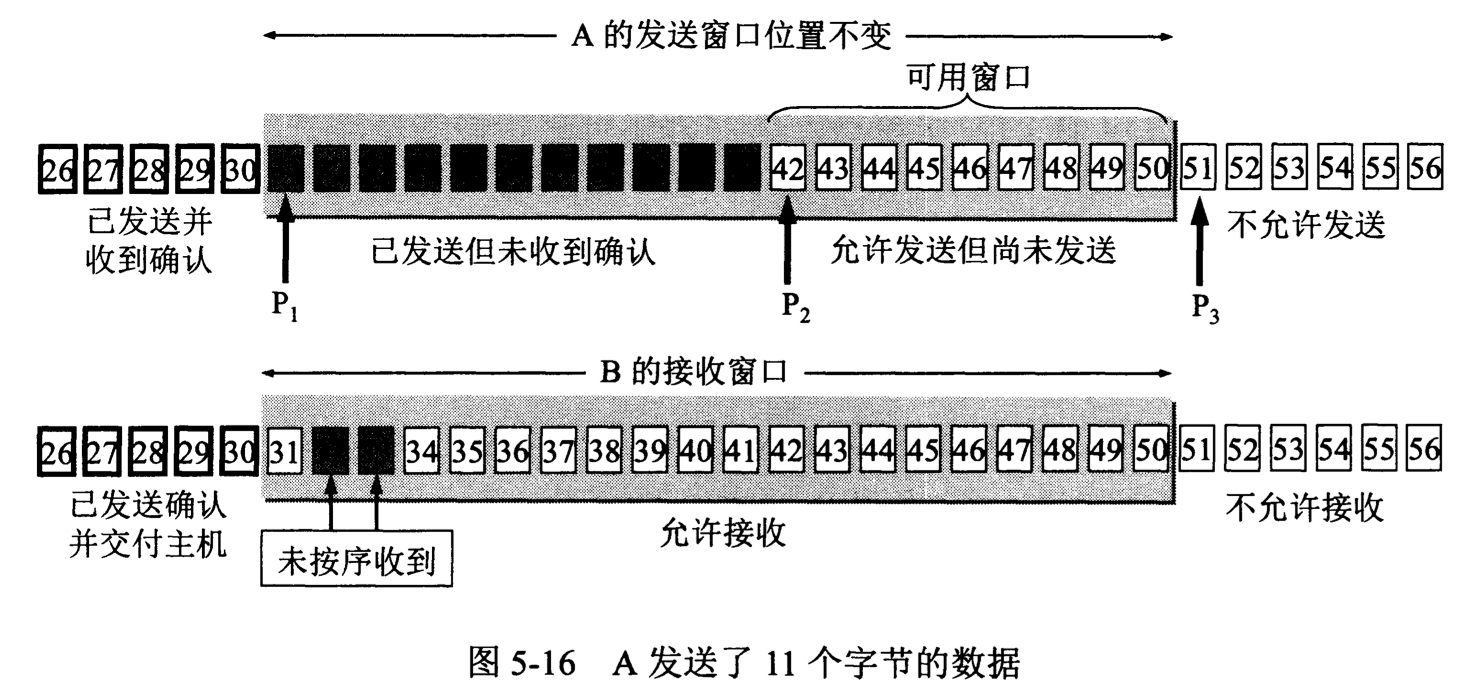 A 的发送窗口位置不变
可用窗口
26 27 28 29 30 42 43 44 45 46 47 48 49 50 51 52 53 54 55 56
已发送并
收到确认
已发送但未收到确认
允许发送但尚未发送
不允许发送
P1 P2 P3
B 的接收窗口
26 27 28 29 30 31 34 35 36 37 38 39 40 41 42 43 44 45 46 47 48 49 50 51 52 53 54 55 56
已发送确认
并交付主机
未按序收到
允许接收
不允许接收
图 5-16 A 发送了 11 个字节的数据